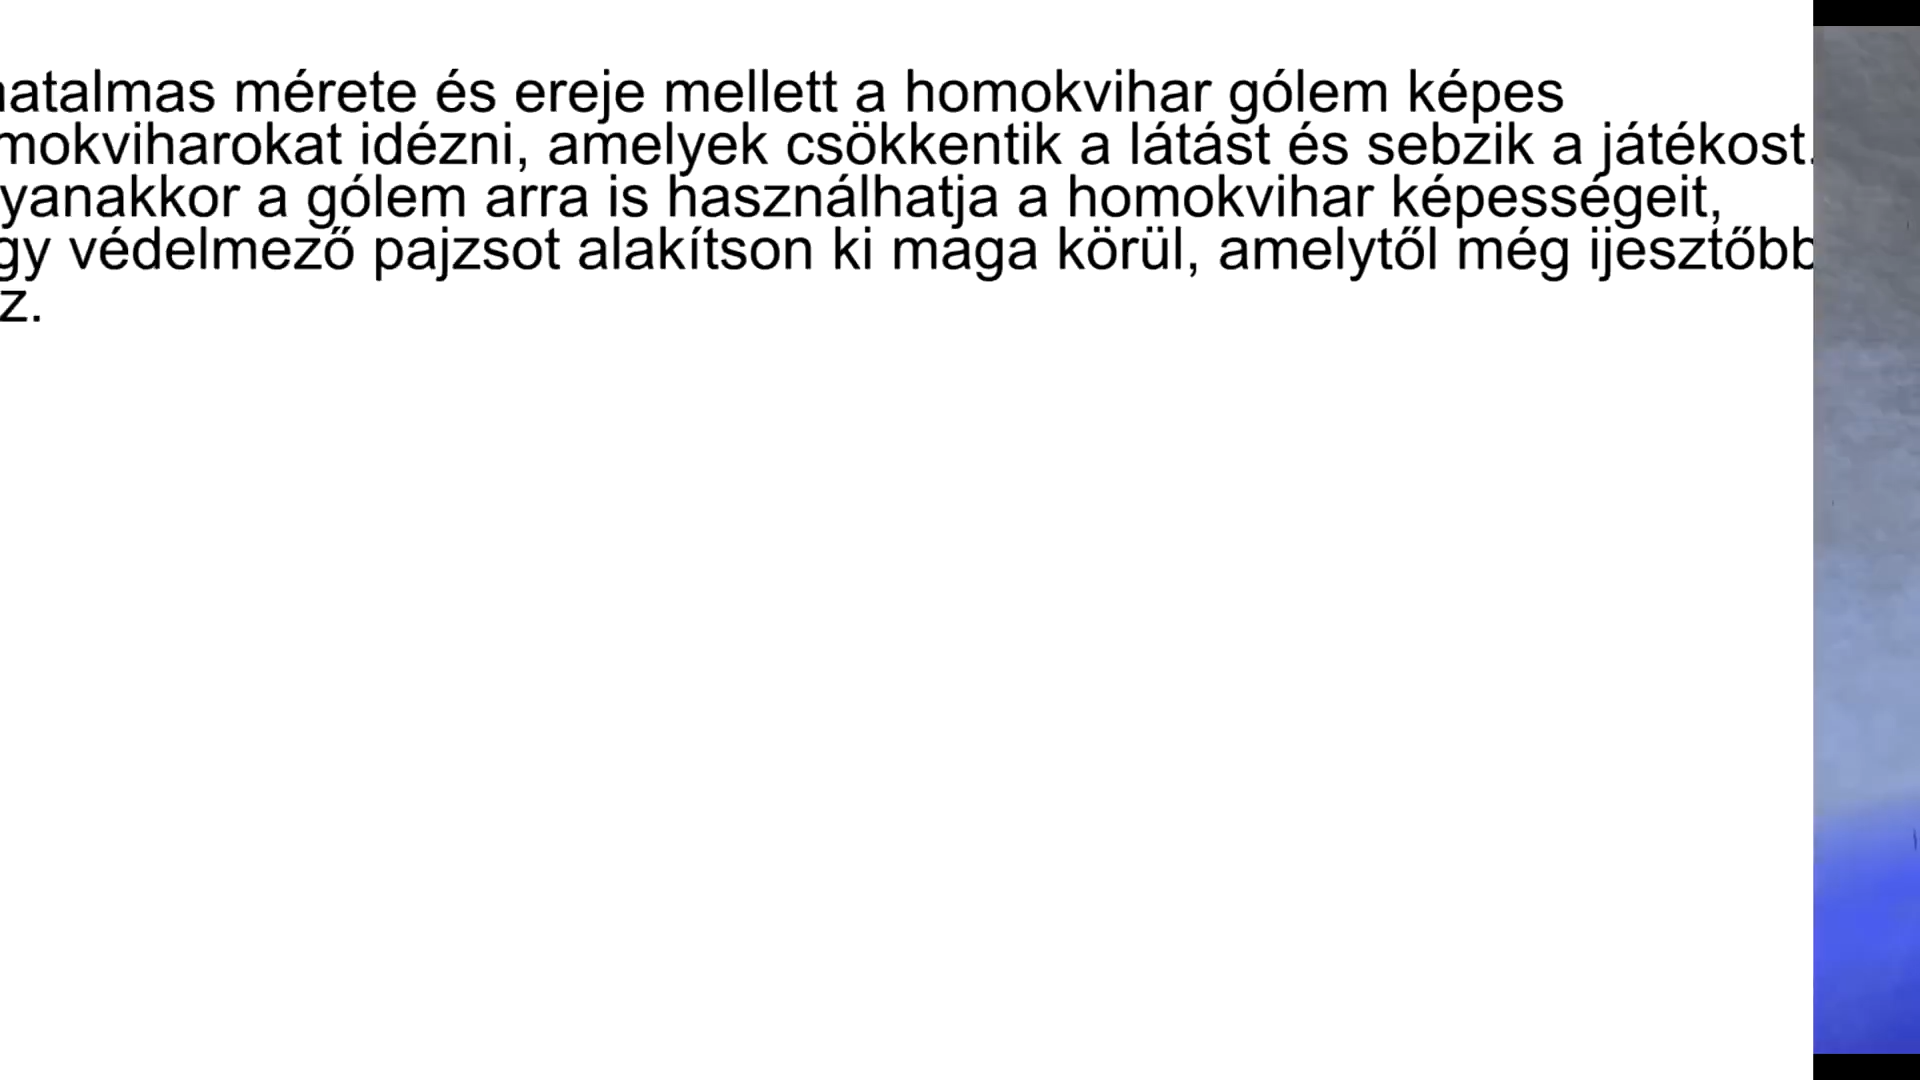 hatalmas mérete és ereje mellett a homokvihar gólem képes
mokviharokat idézni, amelyek csökkentik a látást és sebzik a játékost.
yanakkor a gólem arra is használhatja a homokvihar képességeit,
gy védelmező pajzsot alakítson ki maga körül, amelytől még ijesztőbb
z.